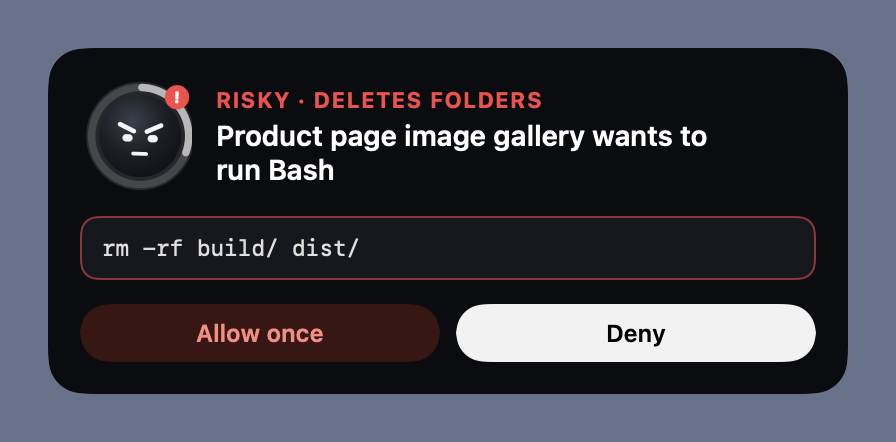 !
RISKY · DELETES FOLDERS
Product page image gallery wants to
run Bash
rm -rf build/ dist/
Allow once
Deny